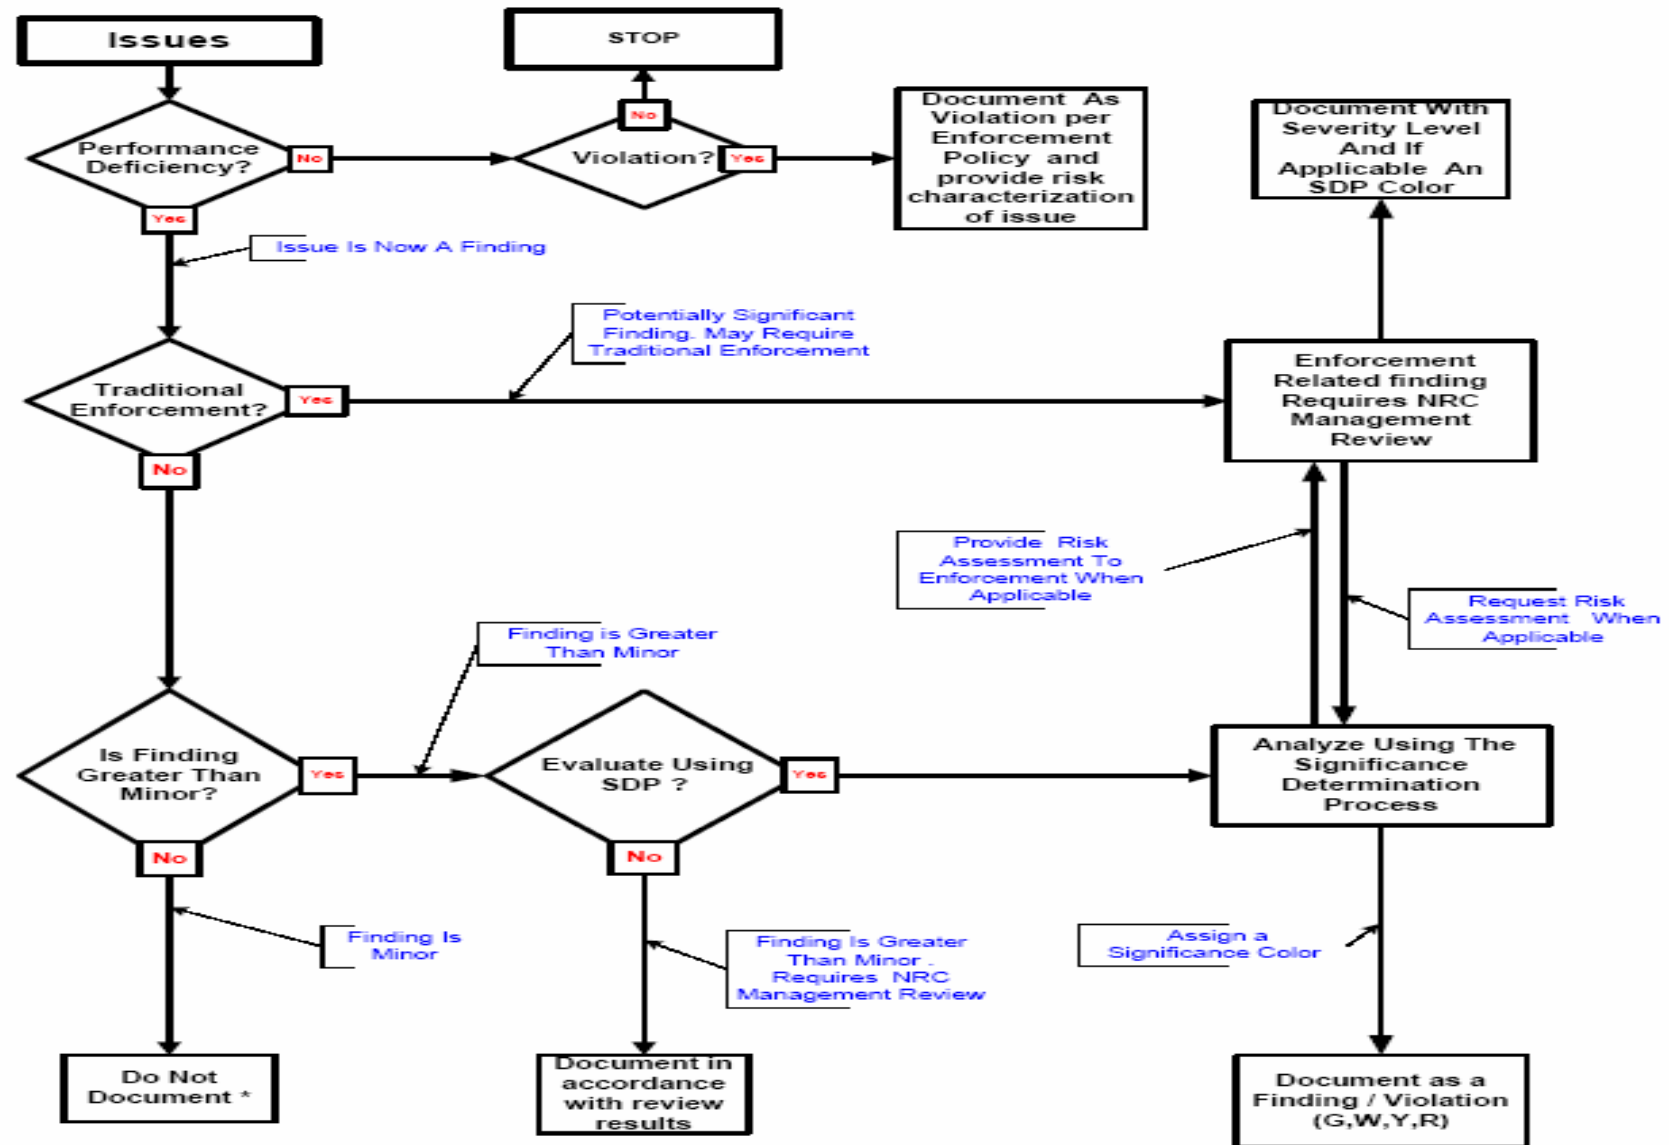 Issues
STOP
Performance
Deficiency?
No
Yes
Violation?
No
Yes
Document As
Violation per
Enforcement
Policy and
provide risk
characterization
of issue
Document With
Severity Level
And If
Applicable An
SDP Color
Issue Is Now A Finding
Potentially Significant
Finding. May Require
Traditional Enforcement
Traditional
Enforcement?
Yes
No
Enforcement
Related finding
Requires NRC
Management
Review
Provide Risk
Assessment To
Enforcement When
Applicable
Request Risk
Assessment When
Applicable
Finding is Greater
Than Minor
Is Finding
Greater Than
Minor?
Yes
No
Evaluate Using
SDP ?
Yes
No
Analyze Using The
Significance
Determination
Process
Finding Is
Minor
Finding Is Greater
Than Minor .
Requires NRC
Management Review
Assign a
Significance Color
Do Not
Document *
Document in
accordance
with review
results
Document as a
Finding / Violation
(G,W,Y,R)